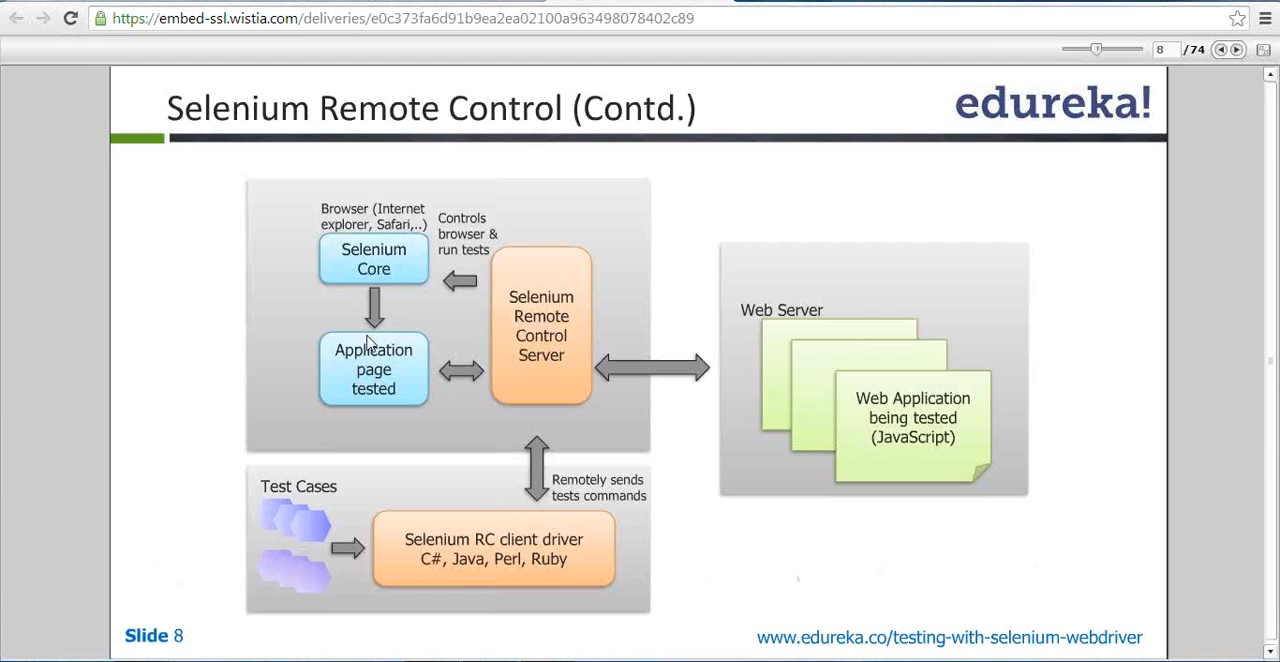 https://embed-ssl.wistia.com/deliveries/e0c373fa6d91b9ea2ea02100a963498078402c89
8 /74
Selenium Remote Control (Contd.)
edureka!
Browser (Internet
explorer, Safari,..)
Controls
browser &
run tests
Selenium
Core
Selenium
Remote
Control
Server
Application
page
tested
Web Server
Web Application
being tested
(JavaScript)
Remotely sends
tests commands
Test Cases
Selenium RC client driver
C#, Java, Perl, Ruby
Slide 8
www.edureka.co/testing-with-selenium-webdriver